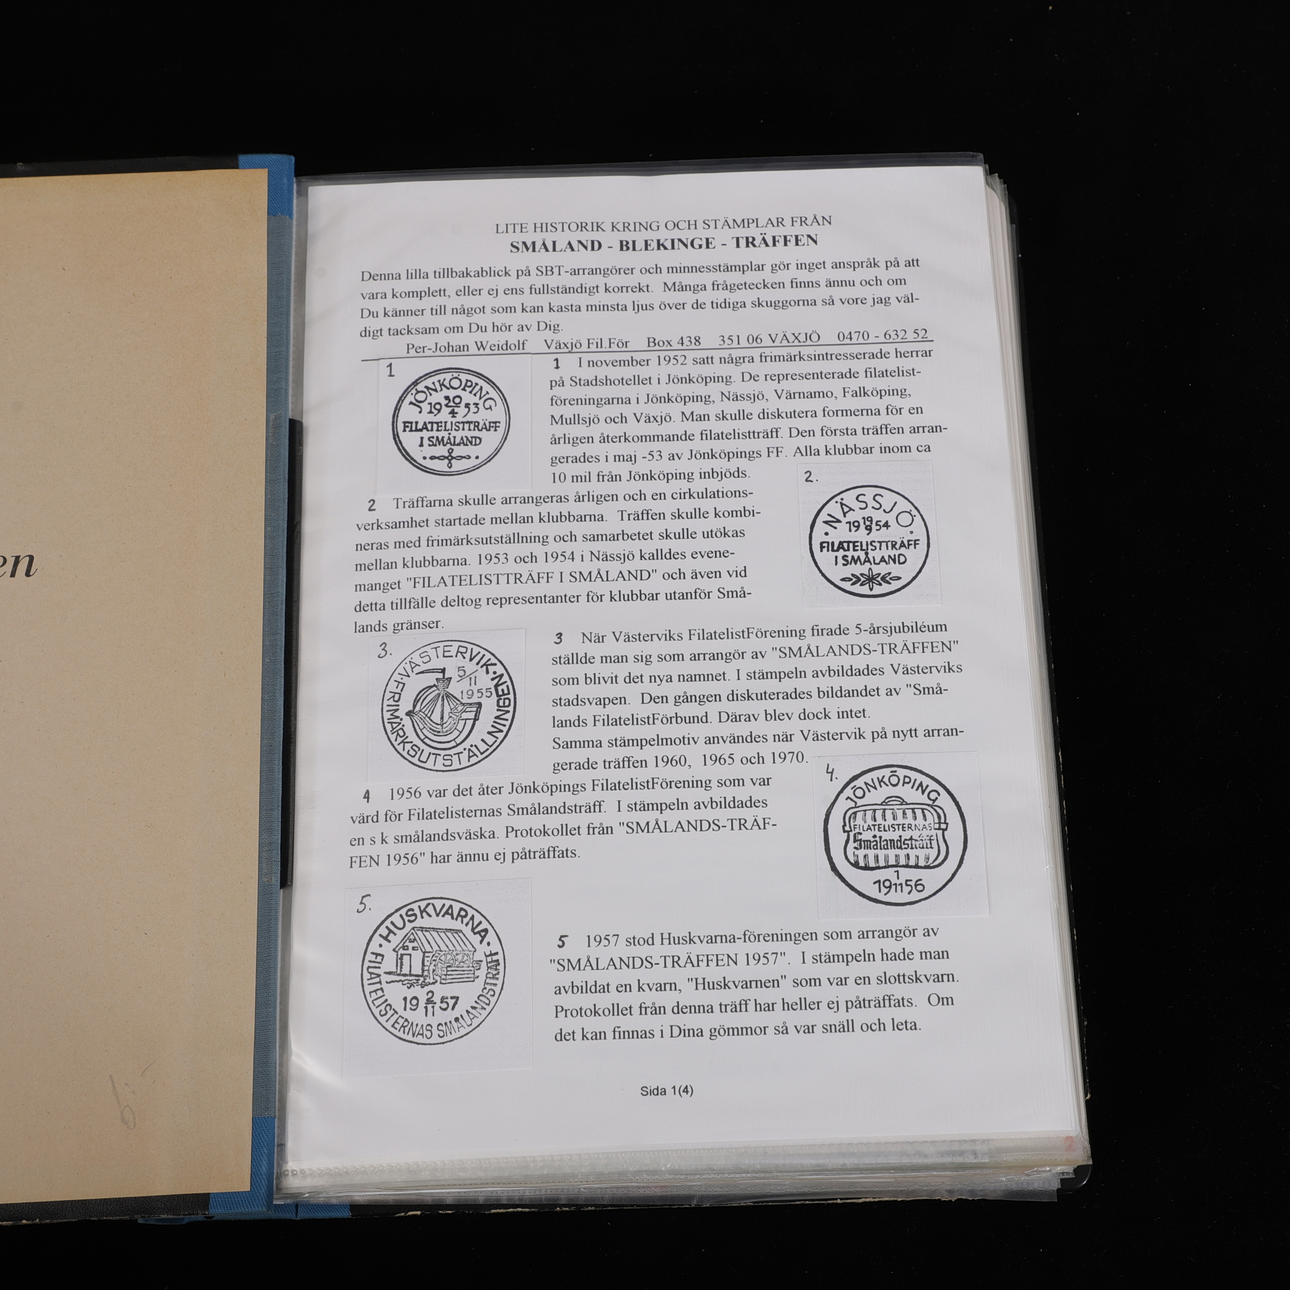 en
LITE HISTORIK KRING OCH STÄMPLAR FRÅN
SMÅLAND - BLEKINGE - TRÄFFEN
Denna lilla tillbakablick på SBT-arrangörer och minnesstämplar gör inget anspråk på att
vara komplett, eller ej ens fullständigt korrekt. Många frågetecken finns ännu och om
Du känner till något som kan kasta minsta ljus över de tidiga skuggorna så vore jag väl-
digt tacksam om Du hör av Dig.
Per-Johan Weidolf Växjö Fil.För Box 438 351 06 VÄXJÖ 0470 - 632 52
1
JÖNKÖPING
1930/453
FILATELISTTRÄFF
I SMÅLAND
1 I november 1952 satt några frimärksintresserade herrar
på Stadshotellet i Jönköping. De representerade filatelist-
föreningarna i Jönköping, Nässjö, Värnamo, Falköping,
Mullsjö och Växjö. Man skulle diskutera formerna för en
årligen återkommande filatelistträff. Den första träffen arran-
gerades i maj -53 av Jönköpings FF. Alla klubbar inom ca
10 mil från Jönköping inbjöds.
2 Träffarna skulle arrangeras årligen och en cirkulations-
verksamhet startade mellan klubbarna. Träffen skulle kombi-
neras med frimärksutställning och samarbetet skulle utökas
mellan klubbarna. 1953 och 1954 i Nässjö kalldes evene-
manget "FILATELISTTRÄFF I SMÅLAND" och även vid
detta tillfälle deltog representanter för klubbar utanför Små-
lands gränser.
2.
NÄSSJÖ
1919/954
FILATELISTTRÄFF
I SMÅLAND
3.
VÄSTERVIK
5/11
1955
FRIMÄRKSUTSTÄLLNINGEN
3 När Västerviks FilatelistFörening firade 5-årsjubiléum
ställde man sig som arrangör av "SMÅLANDS-TRÄFFEN"
som blivit det nya namnet. I stämpeln avbildades Västerviks
stadsvapen. Den gången diskuterades bildandet av "Små-
lands FilatelistFörbund. Därav blev dock intet.
Samma stämpelmotiv användes när Västervik på nytt arran-
gerade träffen 1960, 1965 och 1970.
4 1956 var det åter Jönköpings FilatelistFörening som var
värd för Filatelisternas Smålandsträff. I stämpeln avbildades
en s k smålandsväska. Protokollet från "SMÅLANDS-TRÄF-
FEN 1956" har ännu ej påträffats.
4.
JÖNKÖPING
FILATELISTERNAS
Smålandsträff
191/1156
5.
HUSKVARNA
192/1157
FILATELISTERNAS SMÅLANDSTRÄFF
5 1957 stod Huskvarna-föreningen som arrangör av
"SMÅLANDS-TRÄFFEN 1957". I stämpeln hade man
avbildat en kvarn, "Huskvarnen" som var en slottskvarn.
Protokollet från denna träff har heller ej påträffats. Om
det kan finnas i Dina gömmor så var snäll och leta.
Sida 1(4)